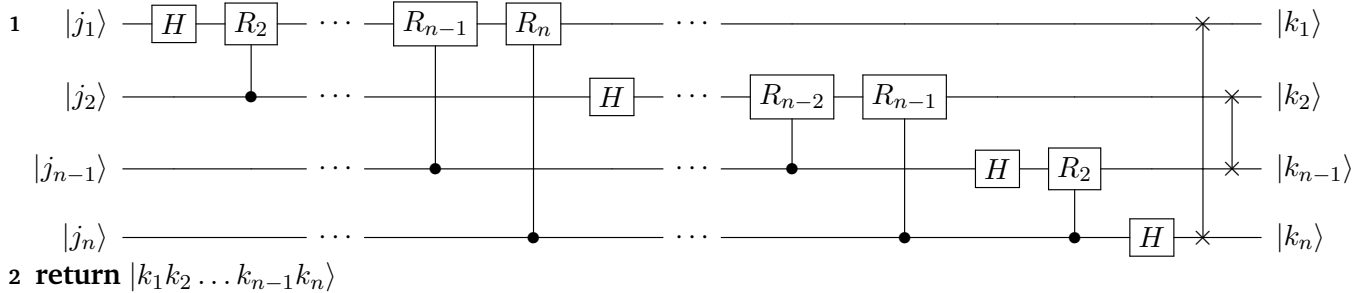 1 |j₁⟩ H R₂ ··· R_{n−1} R_n ··· |k₁⟩
|j₂⟩ ··· H ··· R_{n−2} R_{n−1} |k₂⟩
|j_{n−1}⟩ ··· ··· H R₂ |k_{n−1}⟩
|j_n⟩ ··· ··· H |k_n⟩
2 return |k₁k₂ … k_{n−1}k_n⟩